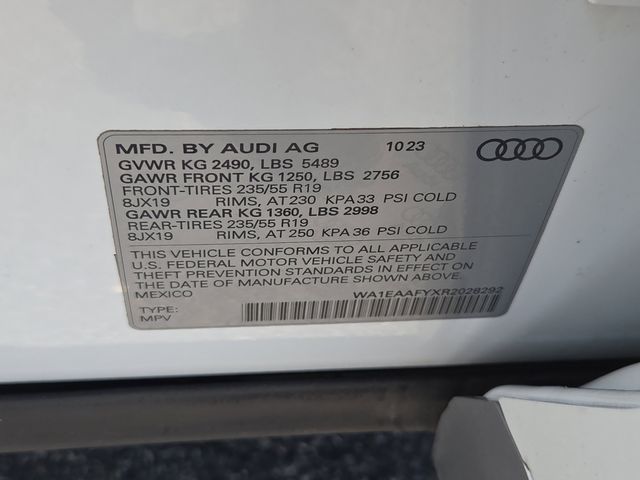 MFD. BY AUDI AG 10 23
GVWR KG 2490, LBS 5489
GAWR FRONT KG 1250, LBS 2756
FRONT-TIRES 235/55 R19
8JX19 RIMS, AT 230 KPA 33 PSI COLD
GAWR REAR KG 1360, LBS 2998
REAR-TIRES 235/55 R19
8JX19 RIMS, AT 250 KPA 36 PSI COLD
THIS VEHICLE CONFORMS TO ALL APPLICABLE
U.S. FEDERAL MOTOR VEHICLE SAFETY AND
THEFT PREVENTION STANDARDS IN EFFECT ON
THE DATE OF MANUFACTURE SHOWN ABOVE.
MEXICO WA1EAAFYXR2028292
TYPE:
MPV